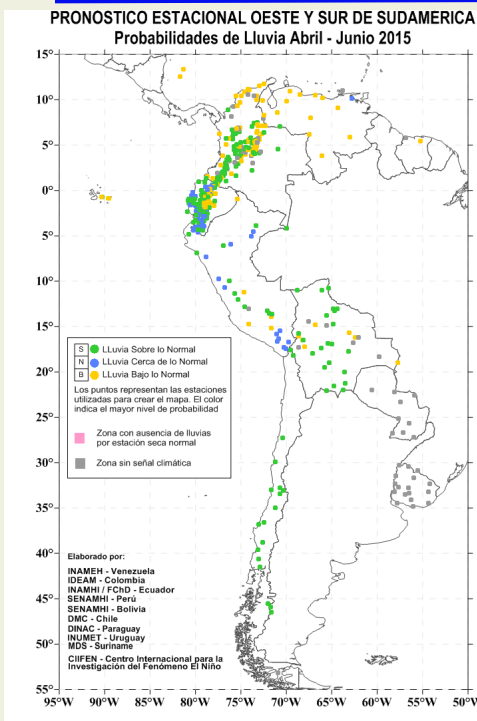 PRONOSTICO ESTACIONAL OESTE Y SUR DE SUDAMERICA
Probabilidades de Lluvia Abril - Junio 2015
15°
10°
5°
0°
5°
10°
15°
S LLuvia Sobre lo Normal
N LLuvia Cerca de lo Normal
B LLuvia Bajo lo Normal
Los puntos representan las estaciones
utilizadas para crear el mapa. El color
indica el mayor nivel de probabilidad
20°
25°
Zona con ausencia de lluvias
por estación seca normal
30°
Zona sin señal climática
35°
40°
Elaborado por:
INAMEH - Venezuela
IDEAM - Colombia
INAMHI / FChD - Ecuador
45°
SENAMHI - Perú
SENAMHI - Bolivia
DMC - Chile
DINAC - Paraguay
INUMET - Uruguay
50°
MDS - Suriname
CIIFEN - Centro Internacional para la
Investigación del Fenómeno El Niño
55°
95°W 90°W 85°W 80°W 75°W 70°W 65°W 60°W 55°W 50°W